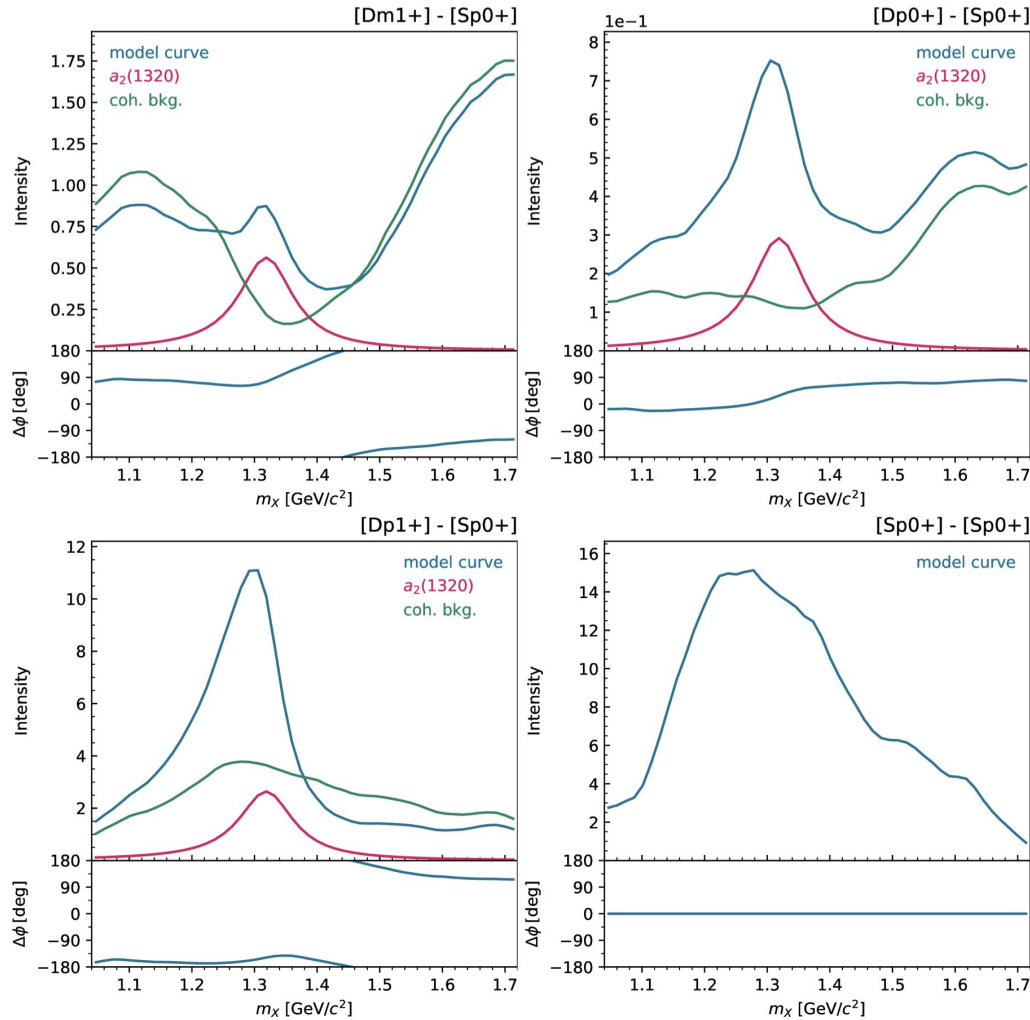 [Dm1+] - [Sp0+]
model curve
a₂(1320)
coh. bkg.
Intensity
1.75
1.50
1.25
1.00
0.75
0.50
0.25
180
90
0
−90
−180
Δϕ [deg]
1.1 1.2 1.3 1.4 1.5 1.6 1.7
m_X [GeV/c²]
1e−1
[Dp0+] - [Sp0+]
model curve
a₂(1320)
coh. bkg.
Intensity
8
7
6
5
4
3
2
1
180
90
0
−90
−180
Δϕ [deg]
1.1 1.2 1.3 1.4 1.5 1.6 1.7
m_X [GeV/c²]
[Dp1+] - [Sp0+]
model curve
a₂(1320)
coh. bkg.
Intensity
12
10
8
6
4
2
180
90
0
−90
−180
Δϕ [deg]
1.1 1.2 1.3 1.4 1.5 1.6 1.7
m_X [GeV/c²]
[Sp0+] - [Sp0+]
model curve
Intensity
16
14
12
10
8
6
4
2
180
90
0
−90
−180
Δϕ [deg]
1.1 1.2 1.3 1.4 1.5 1.6 1.7
m_X [GeV/c²]